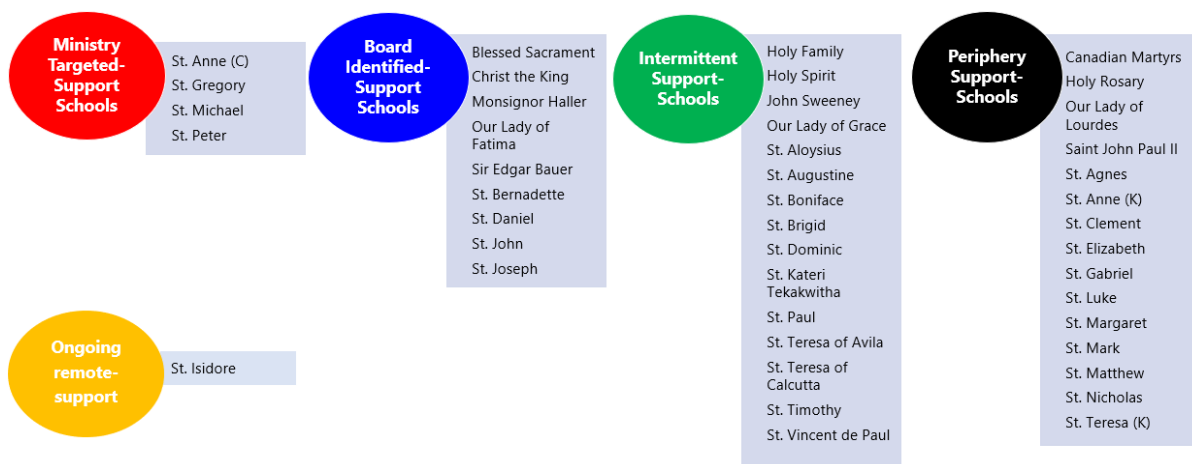 Ministry
Targeted-
Support
Schools
St. Anne (C)
St. Gregory
St. Michael
St. Peter
Board
Identified-
Support
Schools
Blessed Sacrament
Christ the King
Monsignor Haller
Our Lady of
Fatima
Sir Edgar Bauer
St. Bernadette
St. Daniel
St. John
St. Joseph
Intermittent
Support-
Schools
Holy Family
Holy Spirit
John Sweeney
Our Lady of Grace
St. Aloysius
St. Augustine
St. Boniface
St. Brigid
St. Dominic
St. Kateri
Tekakwitha
St. Paul
St. Teresa of Avila
St. Teresa of
Calcutta
St. Timothy
St. Vincent de Paul
Periphery
Support-
Schools
Canadian Martyrs
Holy Rosary
Our Lady of
Lourdes
Saint John Paul II
St. Agnes
St. Anne (K)
St. Clement
St. Elizabeth
St. Gabriel
St. Luke
St. Margaret
St. Mark
St. Matthew
St. Nicholas
St. Teresa (K)
Ongoing
remote-
support
St. Isidore